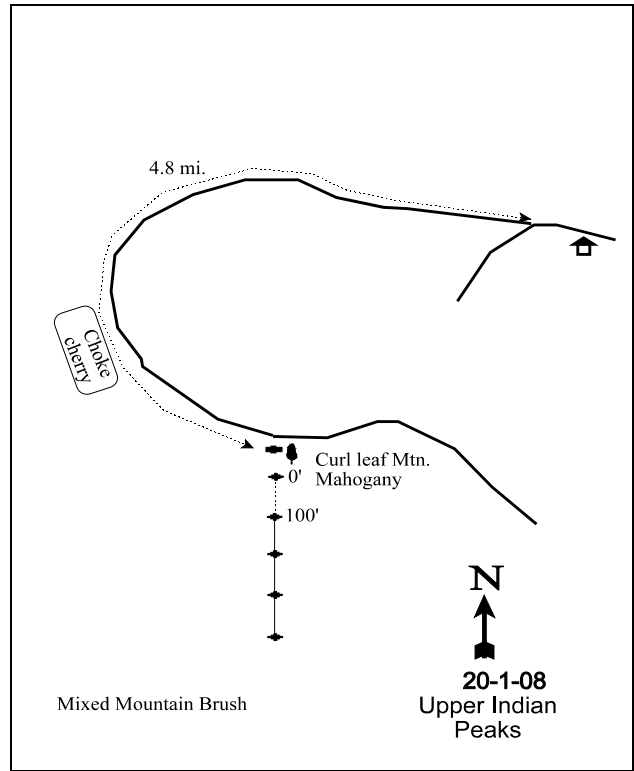 4.8 mi.
Choke
cherry
Curl leaf Mtn.
Mahogany
0'
100'
N
20-1-08
Upper Indian
Peaks
Mixed Mountain Brush